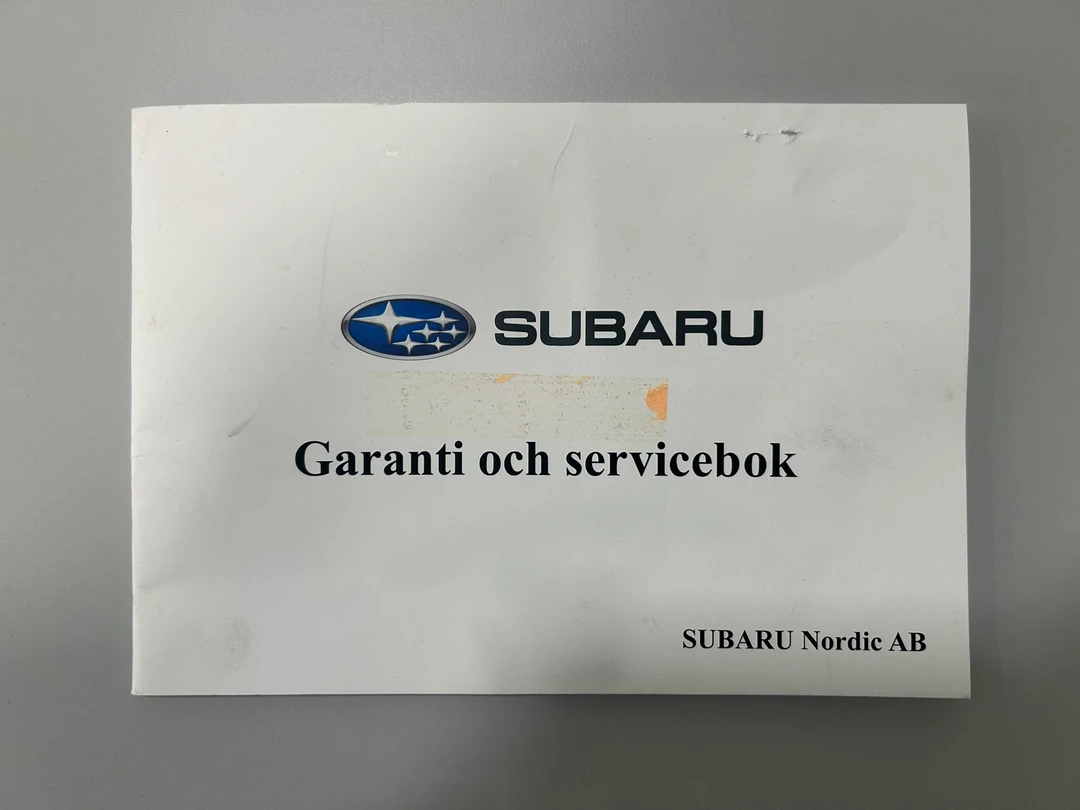 SUBARU
Garanti och servicebok
SUBARU Nordic AB